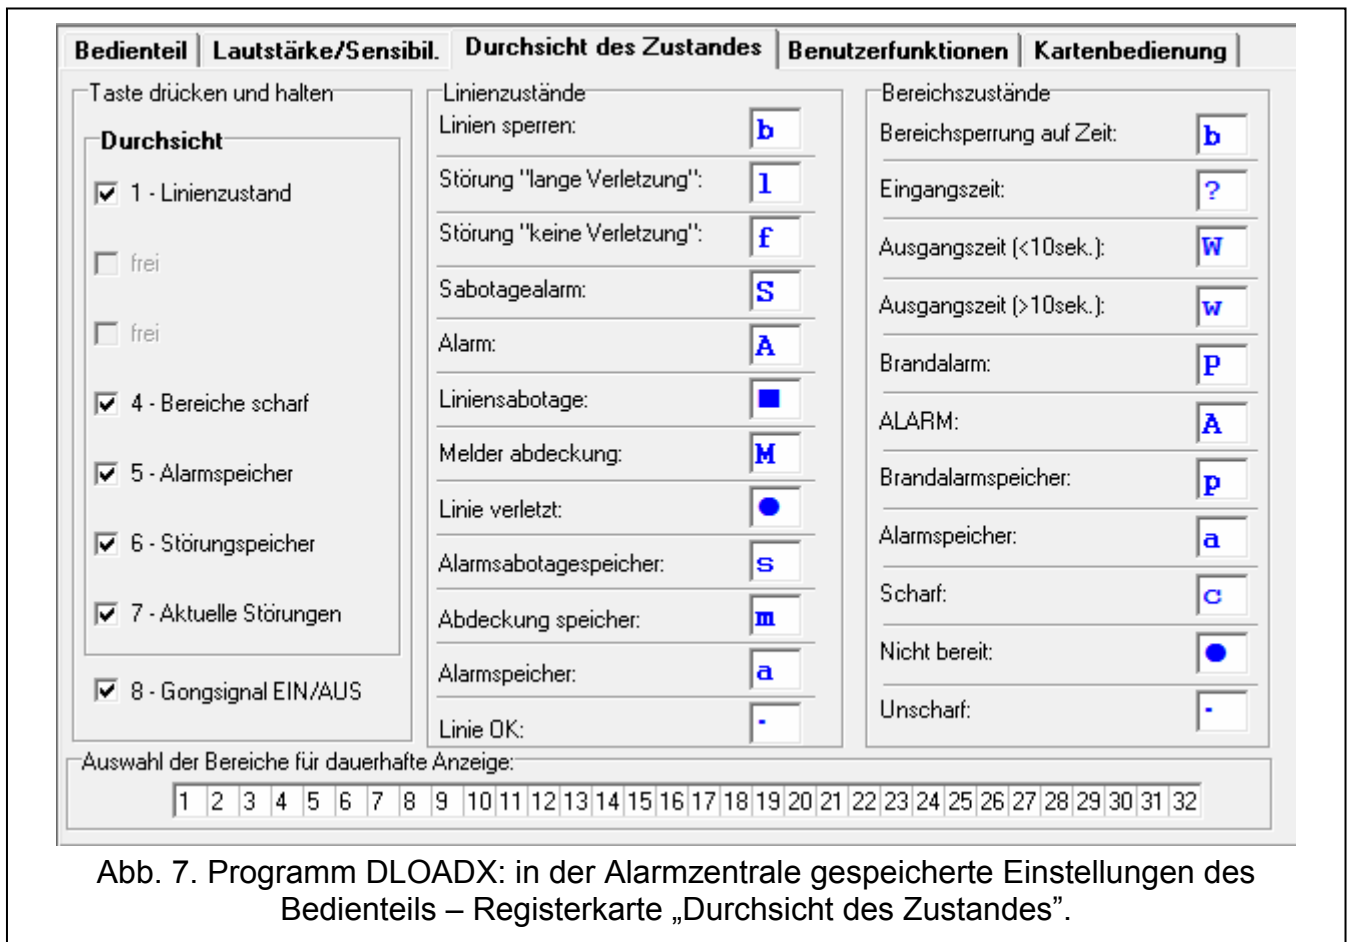 Bedienteil Lautstärke/Sensibil. Durchsicht des Zustandes Benutzerfunktionen Kartenbedienung
Taste drücken und halten
Durchsicht
1 - Linienzustand
frei
frei
4 - Bereiche scharf
5 - Alarmspeicher
6 - Störungspeicher
7 - Aktuelle Störungen
8 - Gongsignal EIN/AUS
Linienzustände
Linien sperren: b
Störung "lange Verletzung": l
Störung "keine Verletzung": f
Sabotagealarm: S
Alarm: A
Liniensabotage: ■
Melder abdeckung: M
Linie verletzt: ●
Alarmsabotagespeicher: s
Abdeckung speicher: m
Alarmspeicher: a
Linie OK: -
Bereichszustände
Bereichsperrung auf Zeit: b
Eingangszeit: ?
Ausgangszeit (<10sek.): W
Ausgangszeit (>10sek.): w
Brandalarm: P
ALARM: A
Brandalarmspeicher: p
Alarmspeicher: a
Scharf: c
Nicht bereit: ●
Unscharf: -
Auswahl der Bereiche für dauerhafte Anzeige:
1 2 3 4 5 6 7 8 9 10 11 12 13 14 15 16 17 18 19 20 21 22 23 24 25 26 27 28 29 30 31 32
Abb. 7. Programm DLOADX: in der Alarmzentrale gespeicherte Einstellungen des
Bedienteils – Registerkarte „Durchsicht des Zustandes”.